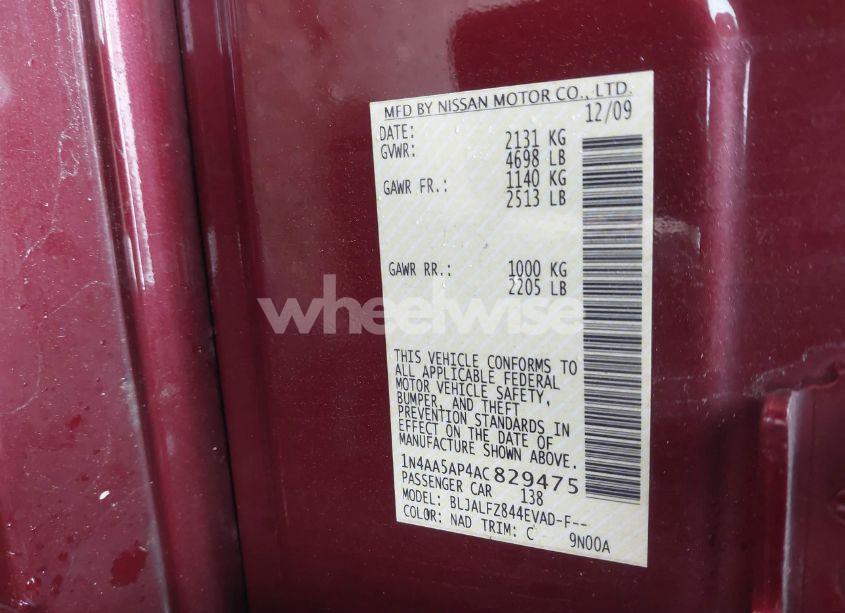 MFD BY NISSAN MOTOR CO., LTD.
DATE: 12/09
GVWR: 2131 KG
4698 LB
GAWR FR.: 1140 KG
2513 LB
GAWR RR.: 1000 KG
2205 LB
wheelwise
THIS VEHICLE CONFORMS TO
ALL APPLICABLE FEDERAL
MOTOR VEHICLE SAFETY,
BUMPER, AND THEFT
PREVENTION STANDARDS IN
EFFECT ON THE DATE OF
MANUFACTURE SHOWN ABOVE.
1N4AA5AP4AC829475
PASSENGER CAR 138
MODEL: BLJALFZ844EVAD-F--
COLOR: NAD TRIM: C 9N00A